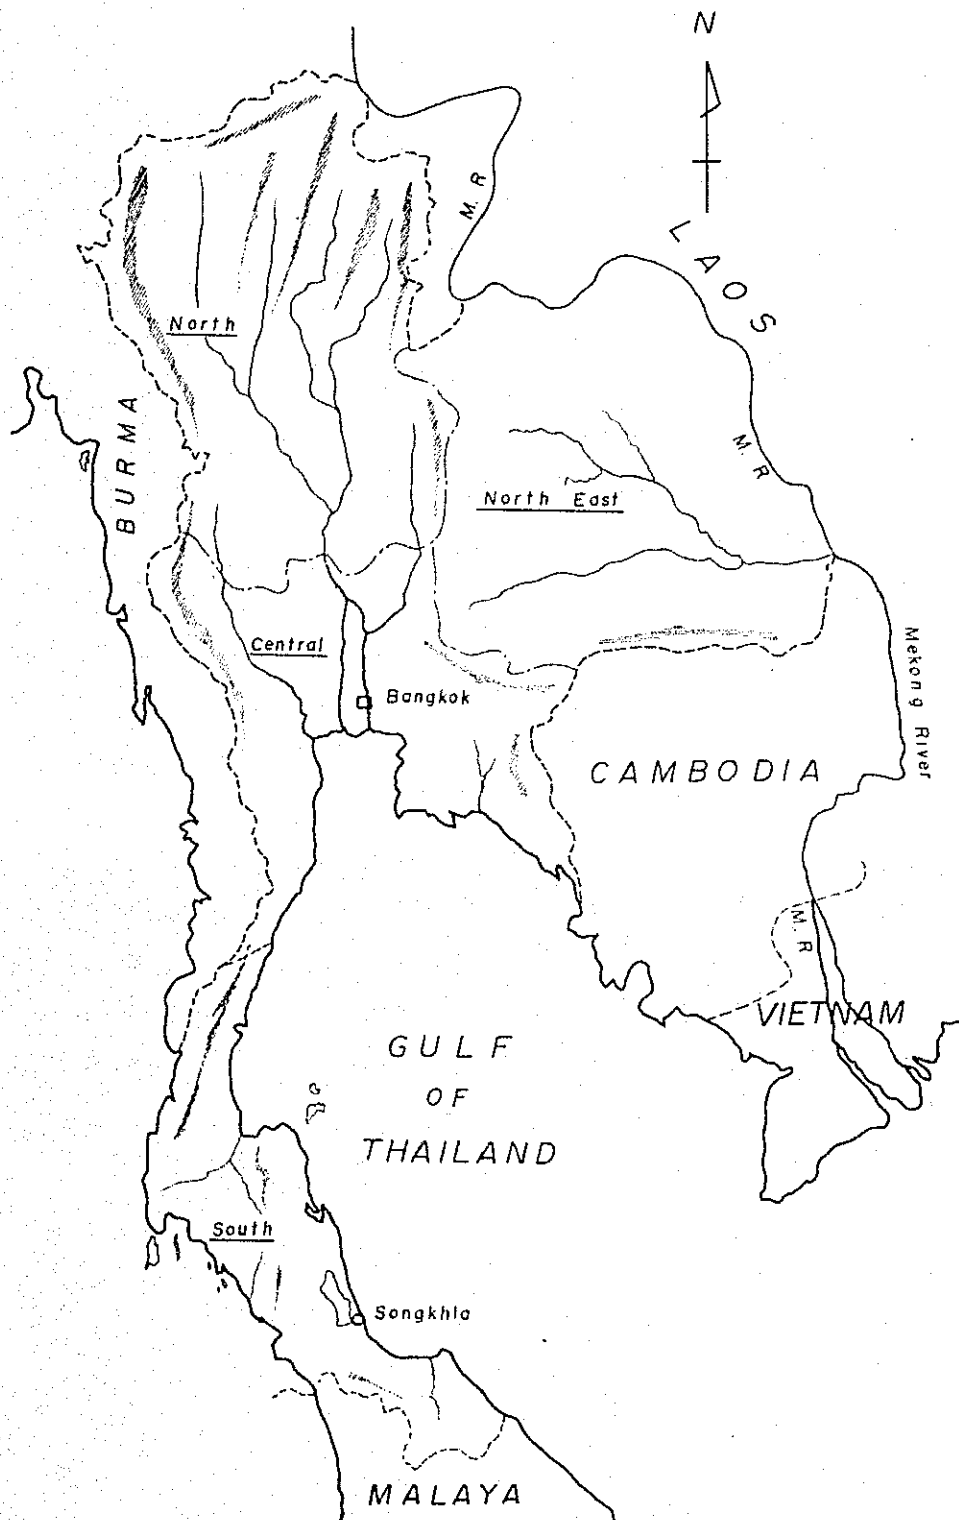 N
M. R
LAOS
North
BURMA
M. R
North East
Central
Bangkok
Mekong River
CAMBODIA
M. R
VIETNAM
GULF
OF
THAILAND
South
Songkhla
MALAYA